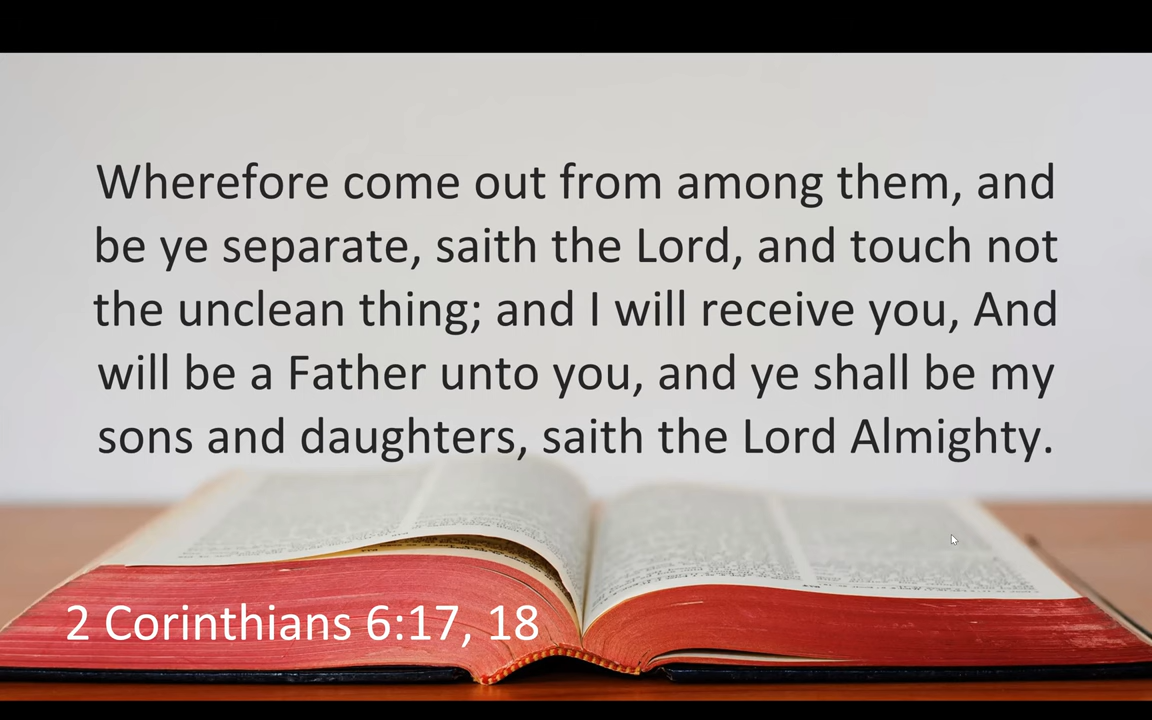 Wherefore come out from among them, and
be ye separate, saith the Lord, and touch not
the unclean thing; and I will receive you, And
will be a Father unto you, and ye shall be my
sons and daughters, saith the Lord Almighty.
2 Corinthians 6:17, 18